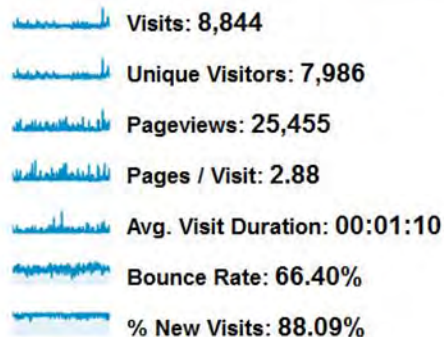 Visits: 8,844
Unique Visitors: 7,986
Pageviews: 25,455
Pages / Visit: 2.88
Avg. Visit Duration: 00:01:10
Bounce Rate: 66.40%
% New Visits: 88.09%